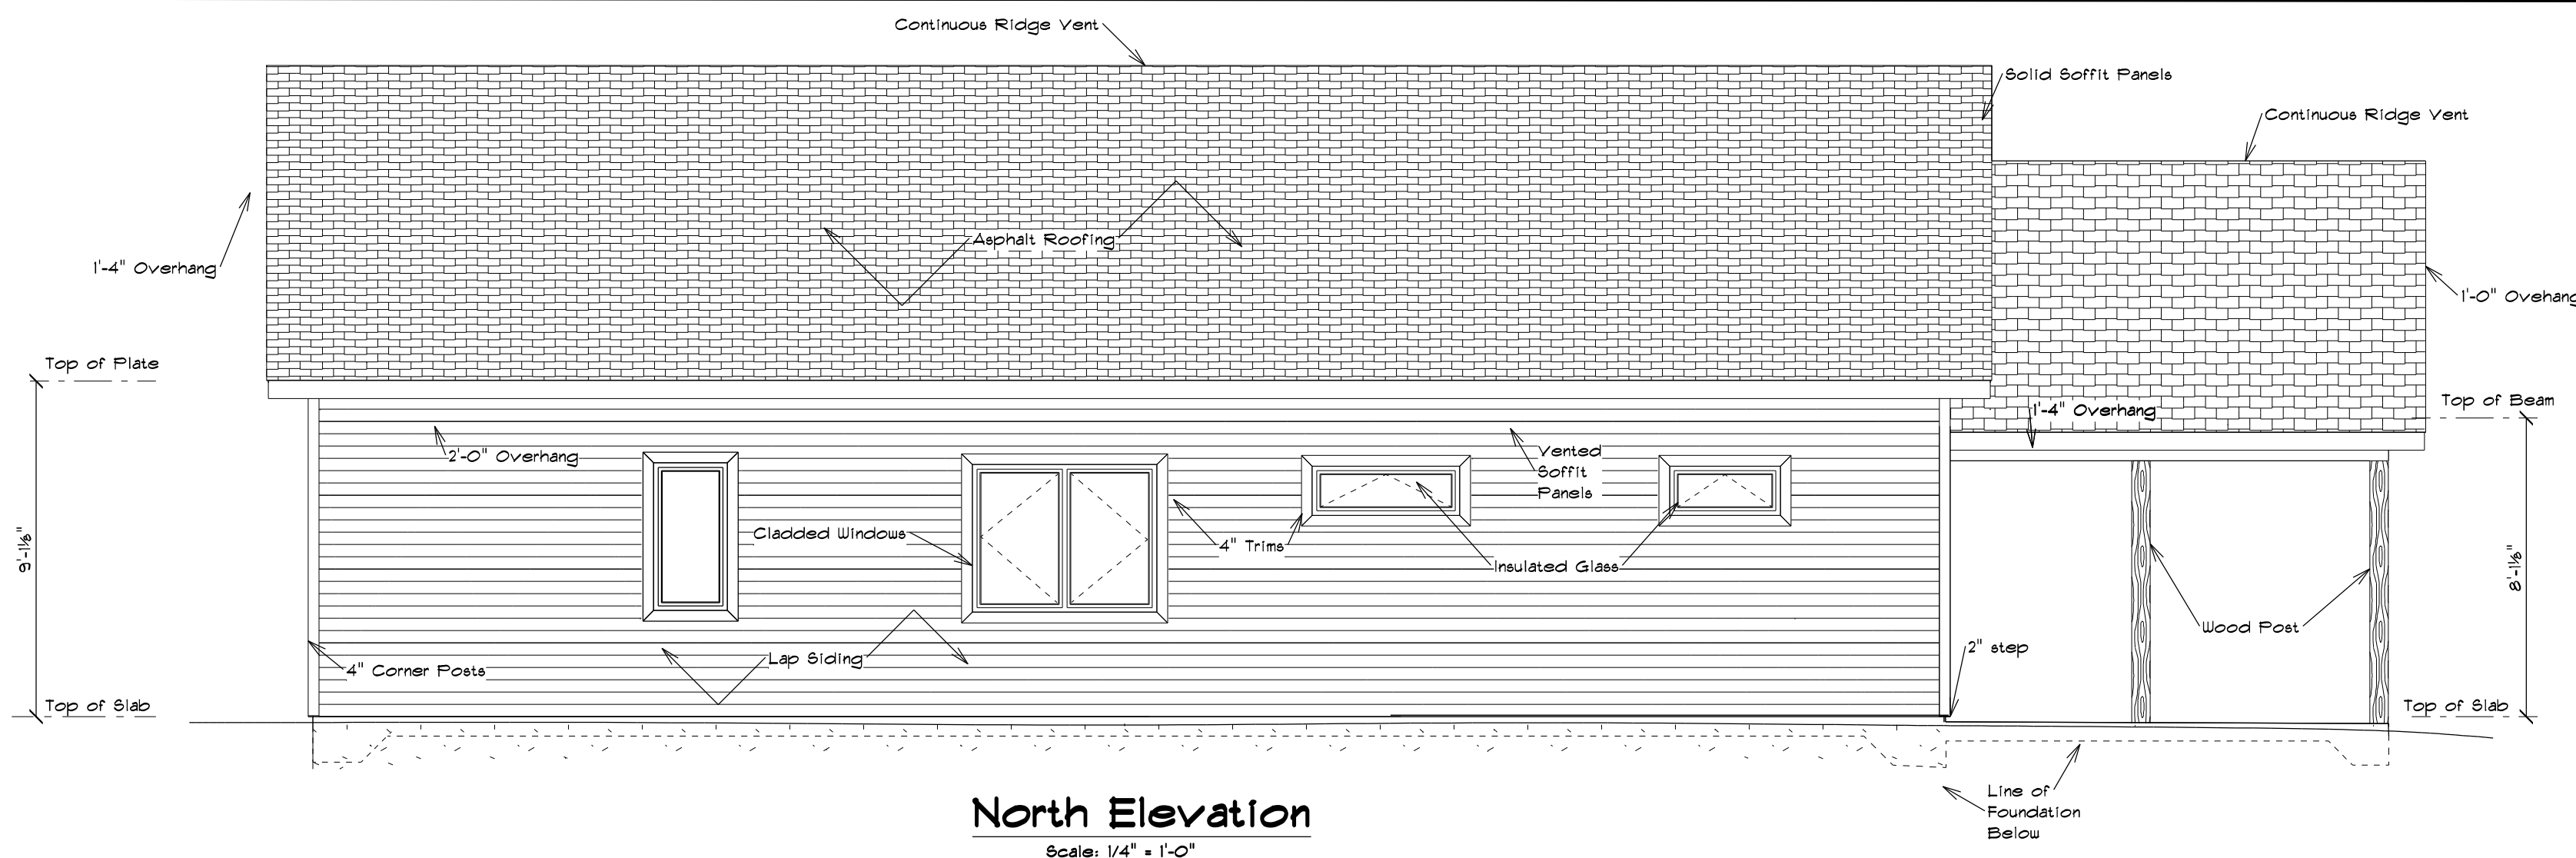 Continuous Ridge Vent
Solid Soffit Panels
Continuous Ridge Vent
Asphalt Roofing
1'-4" Overhang
1'-0" Ovehang
Top of Plate
Top of Beam
1'-4" Overhang
2'-0" Overhang
Vented
Soffit
Panels
Cladded Windows
4" Trims
Insulated Glass
9'-1⅛"
8'-1⅛"
Wood Post
2" step
Lap Siding
4" Corner Posts
Top of Slab
Top of Slab
Line of
Foundation
Below
North Elevation
Scale: 1/4" = 1'-0"